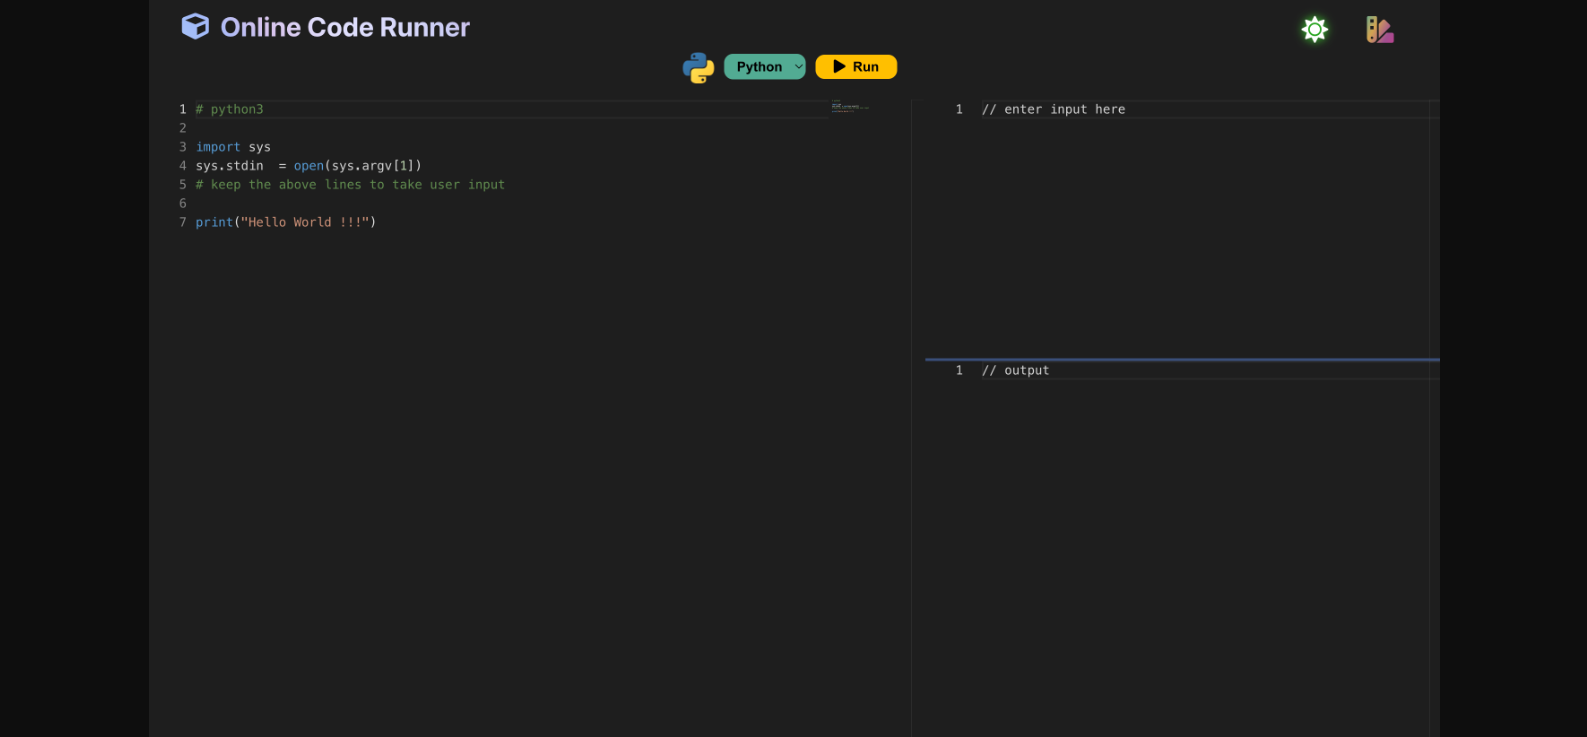 Online Code Runner
Python
Run
1 # python3
2
3 import sys
4 sys.stdin  = open(sys.argv[1])
5 # keep the above lines to take user input
6
7 print("Hello World !!!")
1 // enter input here
1 // output